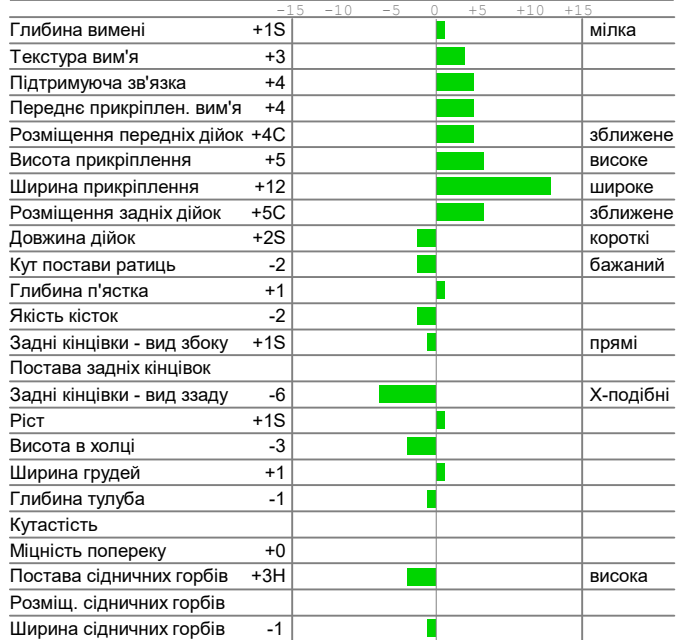 -15 -10 -5 0 +5 +10 +15
Глибина вимені +1S мілка
Текстура вим'я +3
Підтримуюча зв'язка +4
Переднє прикріплен. вим'я +4
Розміщення передніх дійок +4C зближене
Висота прикріплення +5 високе
Ширина прикріплення +12 широке
Розміщення задніх дійок +5C зближене
Довжина дійок +2S короткі
Кут постави ратиць -2 бажаний
Глибина п'ястка +1
Якість кісток -2
Задні кінцівки - вид збоку +1S прямі
Постава задніх кінцівок
Задні кінцівки - вид ззаду -6 Х-подібні
Ріст +1S
Висота в холці -3
Ширина грудей +1
Глибина тулуба -1
Кутастість
Міцність попереку +0
Постава сідничних горбів +3H висока
Розміщ. сідничних горбів
Ширина сідничних горбів -1